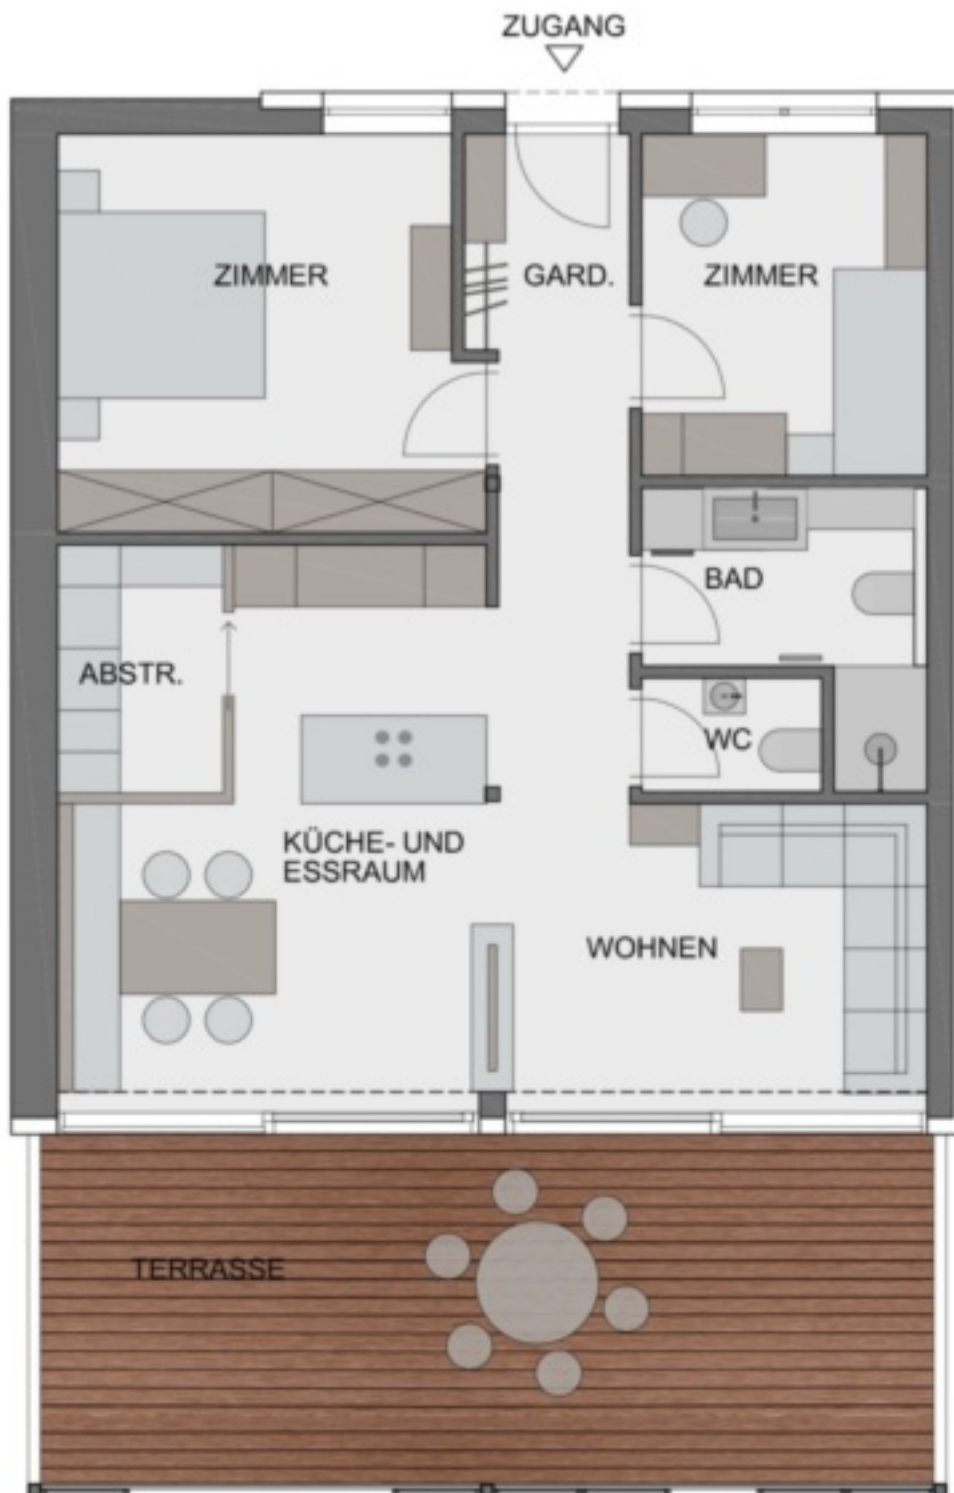 ZUGANG
ZIMMER
GARD.
ZIMMER
BAD
ABSTR.
WC
KÜCHE- UND
ESSRAUM
WOHNEN
TERRASSE